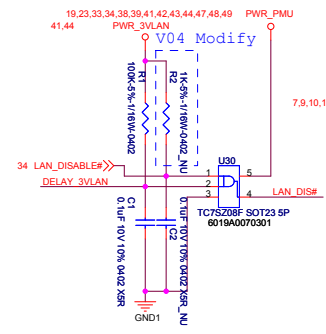 19,23,33,34,38,39,41,42,43,44,47,48,49
41,44
PWR_3VLAN
PWR_PMU
V04 Modify
R1
100K-5%-1/16W-0402
R2
1K-5%-1/16W-0402_NU
7,9,10,1
U30
34 LAN_DISABLE#
DELAY_3VLAN
1
2
3
5
4
LAN_DIS#
TC7SZ08F SOT23 5P
6019A0070301
C1
0.1uF 10V 10% 0402 X5R
C2
0.1uF 10V 10% 0402 X5R_NU
GND1